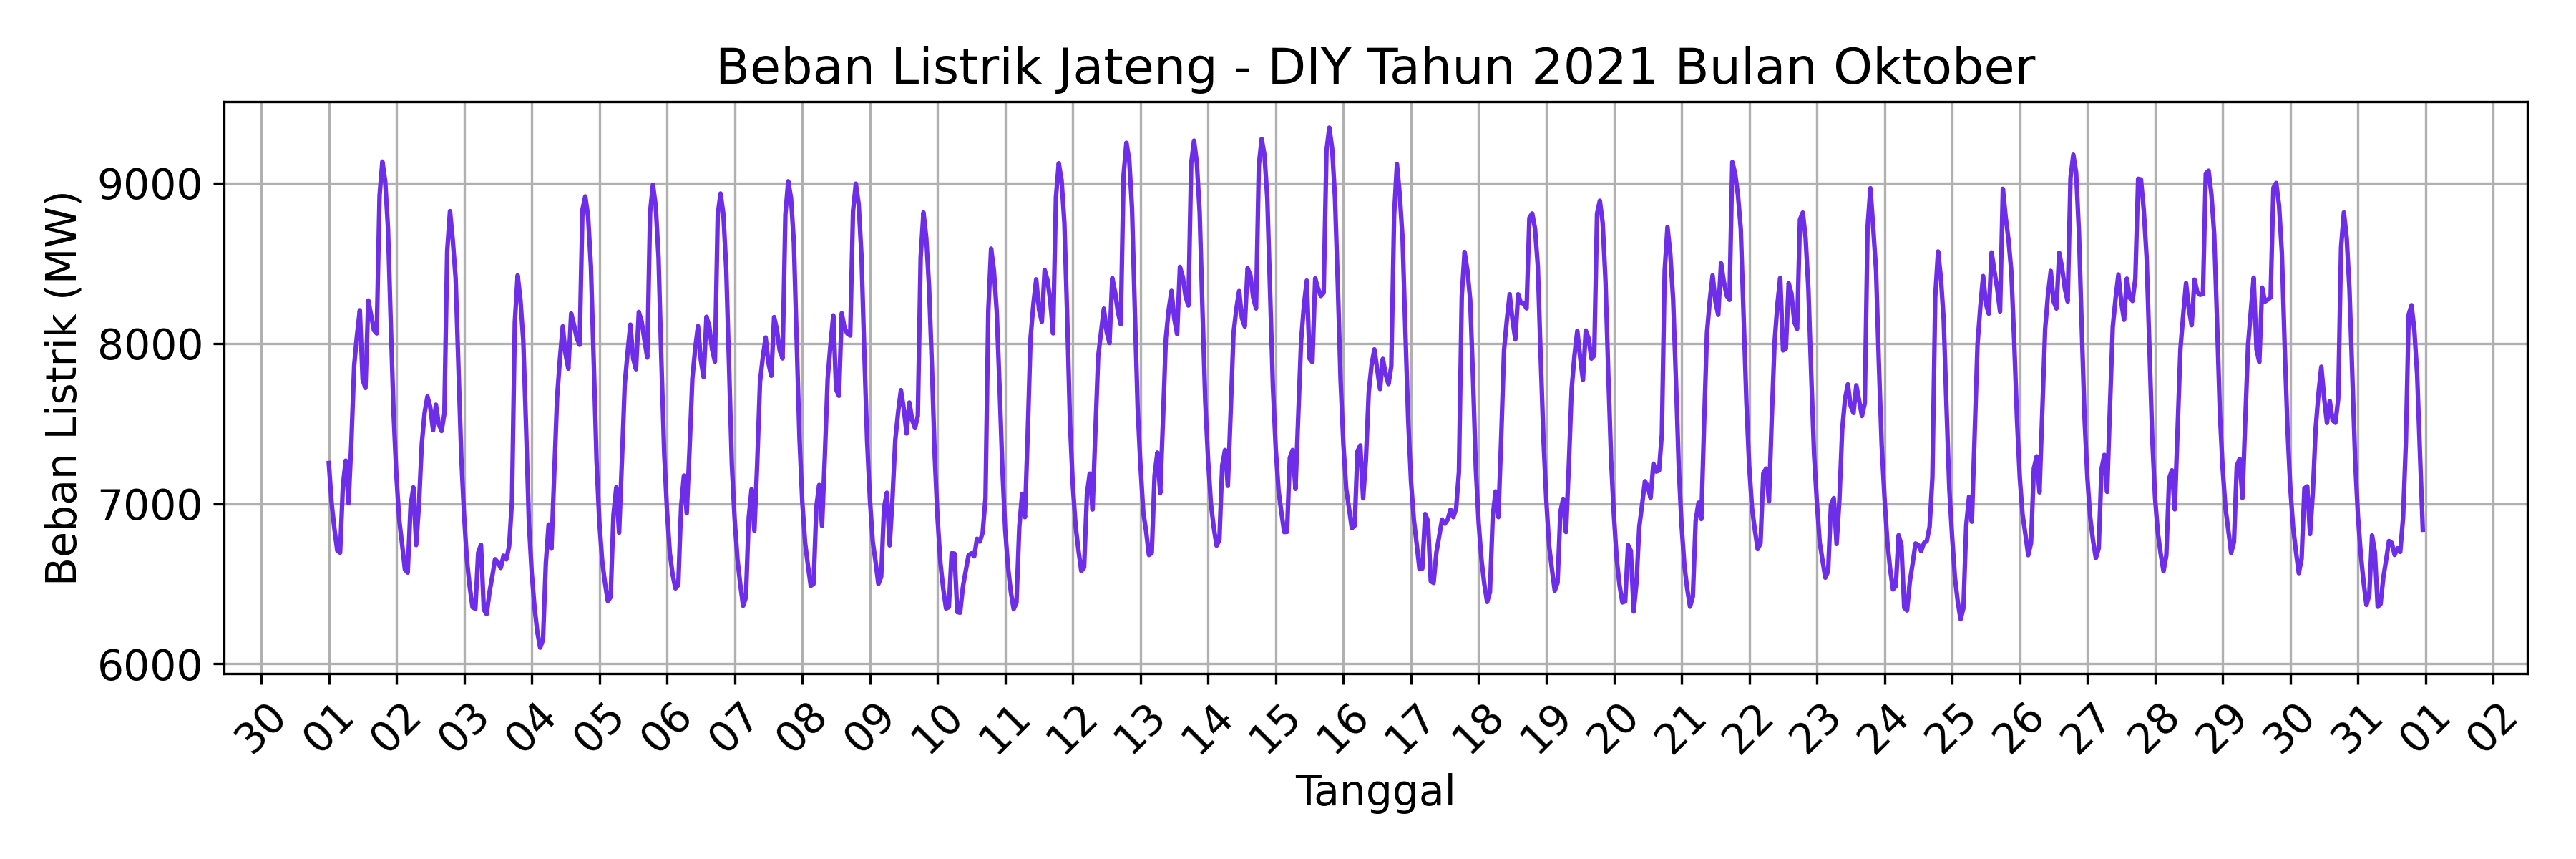 Beban Listrik Jateng - DIY Tahun 2021 Bulan Oktober
Beban Listrik (MW)
9000
8000
7000
6000
30 01 02 03 04 05 06 07 08 09 10 11 12 13 14 15 16 17 18 19 20 21 22 23 24 25 26 27 28 29 30 31 01 02
Tanggal